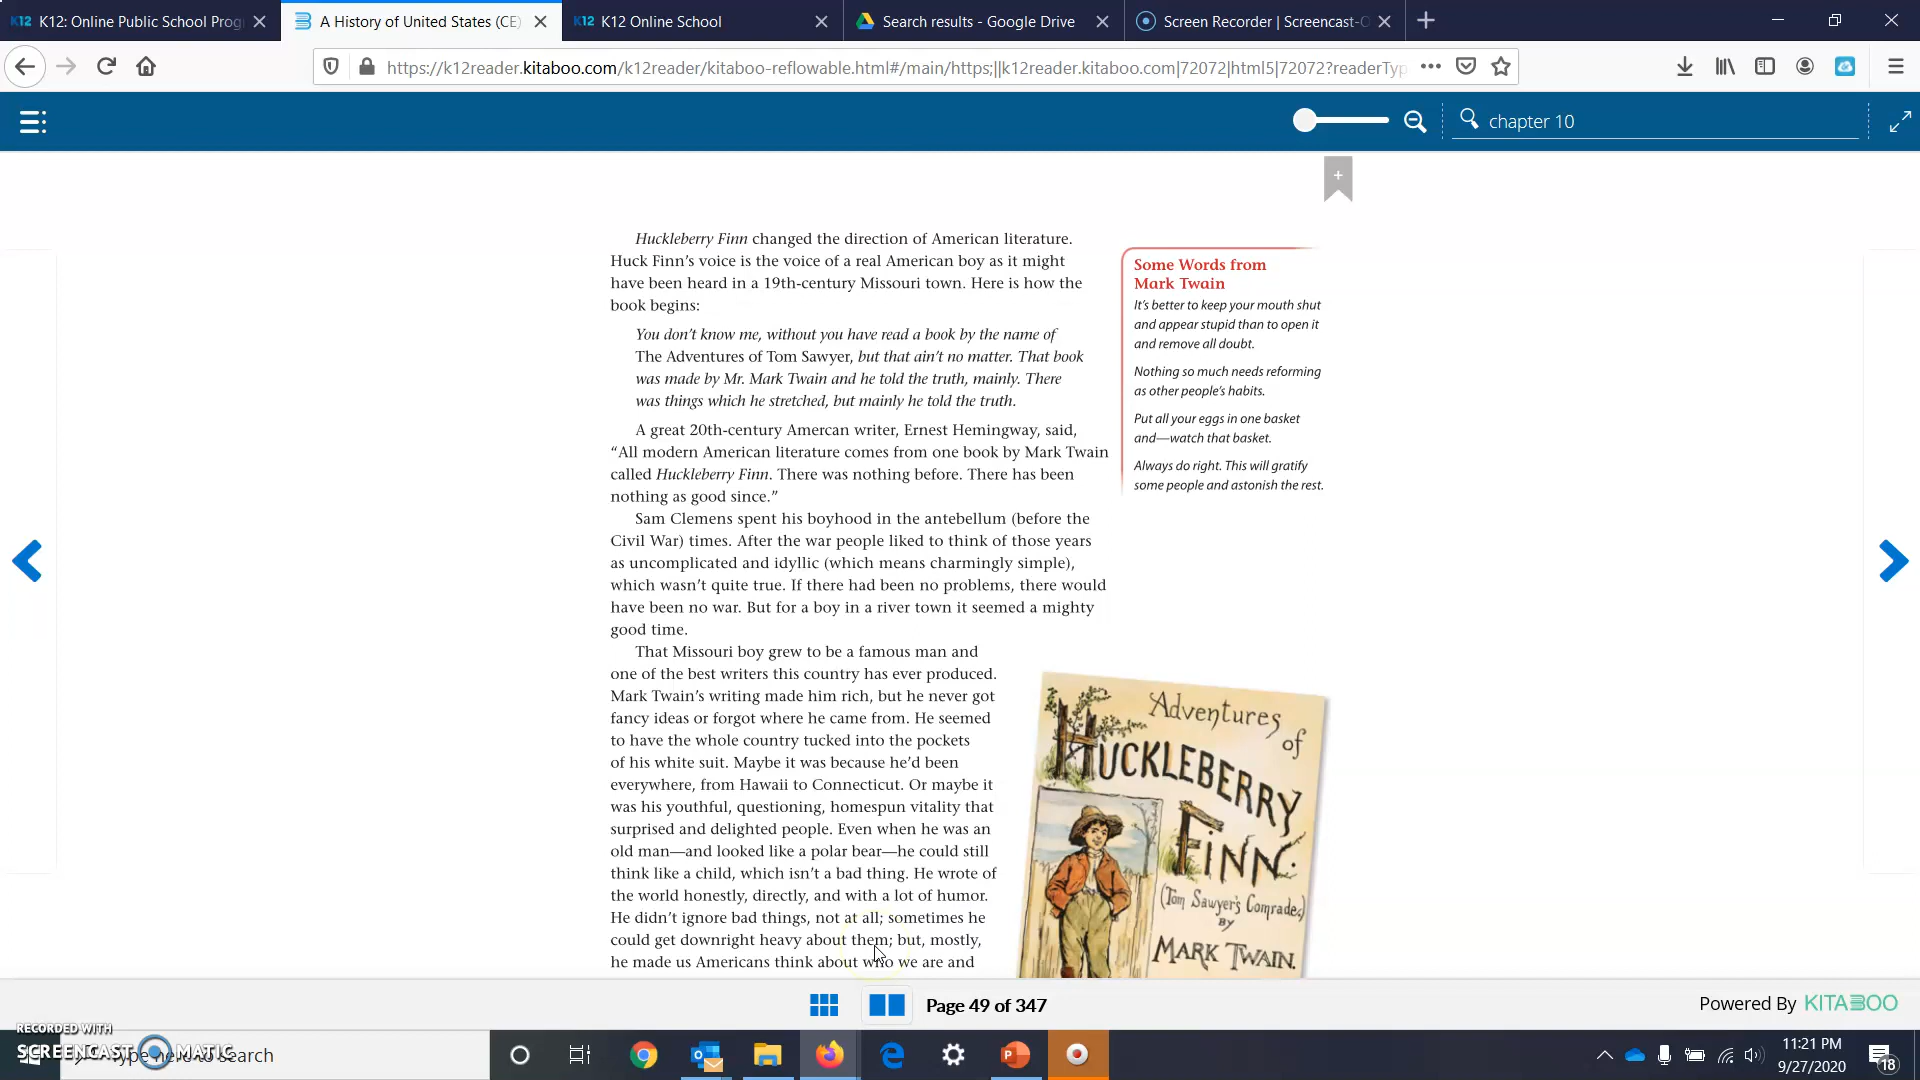 K12: Online Public School Prog
A History of United States (CE)
K12 K12 Online School
Search results - Google Drive
Screen Recorder | Screencast-O
https://k12reader.kitaboo.com/k12reader/kitaboo-reflowable.html#/main/https;||k12reader.kitaboo.com|72072|html5|72072?readerTyp
chapter 10
Huckleberry Finn changed the direction of American literature.
Huck Finn's voice is the voice of a real American boy as it might
have been heard in a 19th-century Missouri town. Here is how the
book begins:
You don't know me, without you have read a book by the name of
The Adventures of Tom Sawyer, but that ain't no matter. That book
was made by Mr. Mark Twain and he told the truth, mainly. There
was things which he stretched, but mainly he told the truth.
A great 20th-century Amercan writer, Ernest Hemingway, said,
“All modern American literature comes from one book by Mark Twain
called Huckleberry Finn. There was nothing before. There has been
nothing as good since.”
Sam Clemens spent his boyhood in the antebellum (before the
Civil War) times. After the war people liked to think of those years
as uncomplicated and idyllic (which means charmingly simple),
which wasn't quite true. If there had been no problems, there would
have been no war. But for a boy in a river town it seemed a mighty
good time.
That Missouri boy grew to be a famous man and
one of the best writers this country has ever produced.
Mark Twain's writing made him rich, but he never got
fancy ideas or forgot where he came from. He seemed
to have the whole country tucked into the pockets
of his white suit. Maybe it was because he'd been
everywhere, from Hawaii to Connecticut. Or maybe it
was his youthful, questioning, homespun vitality that
surprised and delighted people. Even when he was an
old man—and looked like a polar bear—he could still
think like a child, which isn't a bad thing. He wrote of
the world honestly, directly, and with a lot of humor.
He didn't ignore bad things, not at all; sometimes he
could get downright heavy about them; but, mostly,
he made us Americans think about who we are and
Some Words from
Mark Twain
It's better to keep your mouth shut
and appear stupid than to open it
and remove all doubt.
Nothing so much needs reforming
as other people's habits.
Put all your eggs in one basket
and—watch that basket.
Always do right. This will gratify
some people and astonish the rest.
Adventures
of
HUCKLEBERRY
FINN:
(Tom Sawyer's Comrade.)
BY
MARK TWAIN.
Page 49 of 347
Powered By KITABOO
RECORDED WITH
SCREENCAST MATIC
Type here to search
11:21 PM
9/27/2020
18